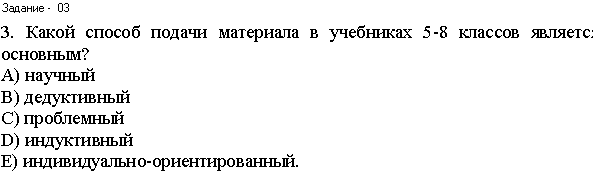 Задание - 03
3. Какой способ подачи материала в учебниках 5-8 классов являетс
основным?
A) научный
B) дедуктивный
C) проблемный
D) индуктивный
E) индивидуально-ориентированный.